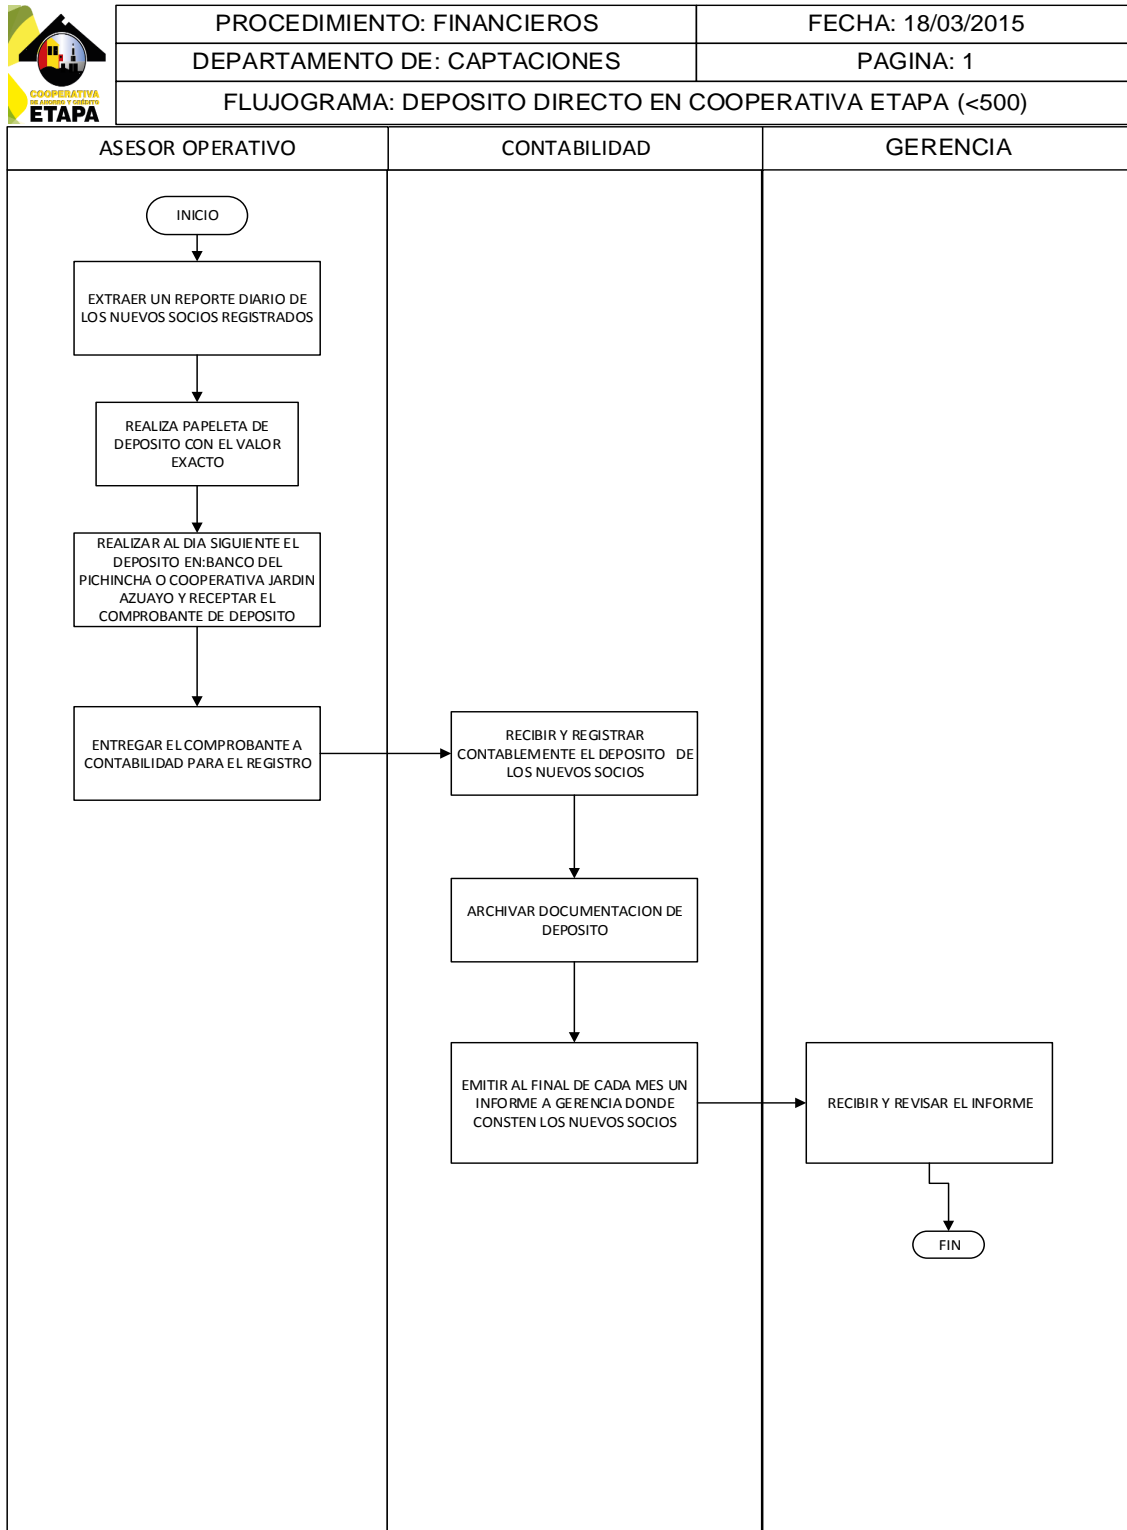 COOPERATIVA
DE AHORRO Y CRÉDITO
ETAPA
PROCEDIMIENTO: FINANCIEROS
FECHA: 18/03/2015
DEPARTAMENTO DE: CAPTACIONES
PAGINA: 1
FLUJOGRAMA: DEPOSITO DIRECTO EN COOPERATIVA ETAPA (<500)
ASESOR OPERATIVO
CONTABILIDAD
GERENCIA
INICIO
EXTRAER UN REPORTE DIARIO DE
LOS NUEVOS SOCIOS REGISTRADOS
REALIZA PAPELETA DE
DEPOSITO CON EL VALOR
EXACTO
REALIZAR AL DIA SIGUIENTE EL
DEPOSITO EN:BANCO DEL
PICHINCHA O COOPERATIVA JARDIN
AZUAYO Y RECEPTAR EL
COMPROBANTE DE DEPOSITO
ENTREGAR EL COMPROBANTE A
CONTABILIDAD PARA EL REGISTRO
RECIBIR Y REGISTRAR
CONTABLEMENTE EL DEPOSITO DE
LOS NUEVOS SOCIOS
ARCHIVAR DOCUMENTACION DE
DEPOSITO
EMITIR AL FINAL DE CADA MES UN
INFORME A GERENCIA DONDE
CONSTEN LOS NUEVOS SOCIOS
RECIBIR Y REVISAR EL INFORME
FIN